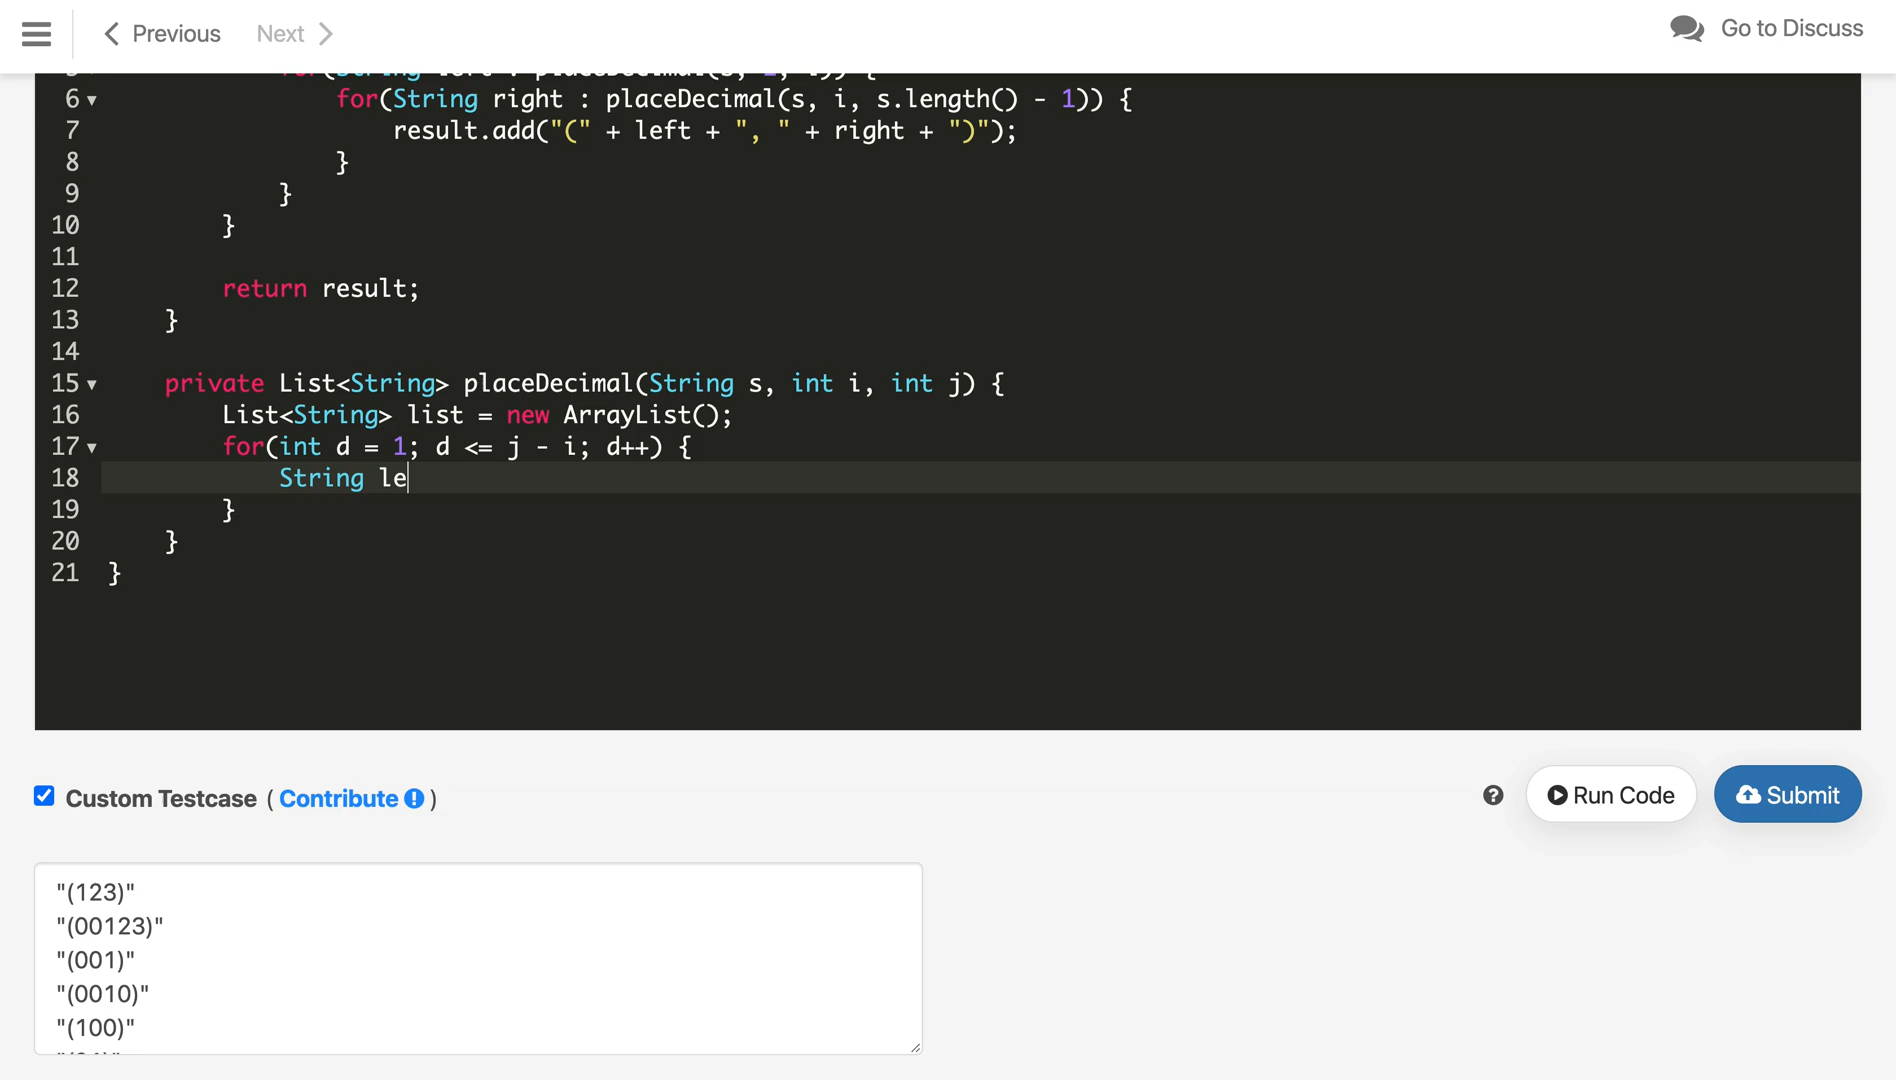 Previous Next Go to Discuss
6 for(String right : placeDecimal(s, i, s.length() - 1)) {
7 result.add("(" + left + ", " + right + ")");
8 }
9 }
10 }
11
12 return result;
13 }
14
15 private List<String> placeDecimal(String s, int i, int j) {
16 List<String> list = new ArrayList();
17 for(int d = 1; d <= j - i; d++) {
18 String le
19 }
20 }
21 }
Custom Testcase ( Contribute ) Run Code Submit
"(123)"
"(00123)"
"(001)"
"(0010)"
"(100)"